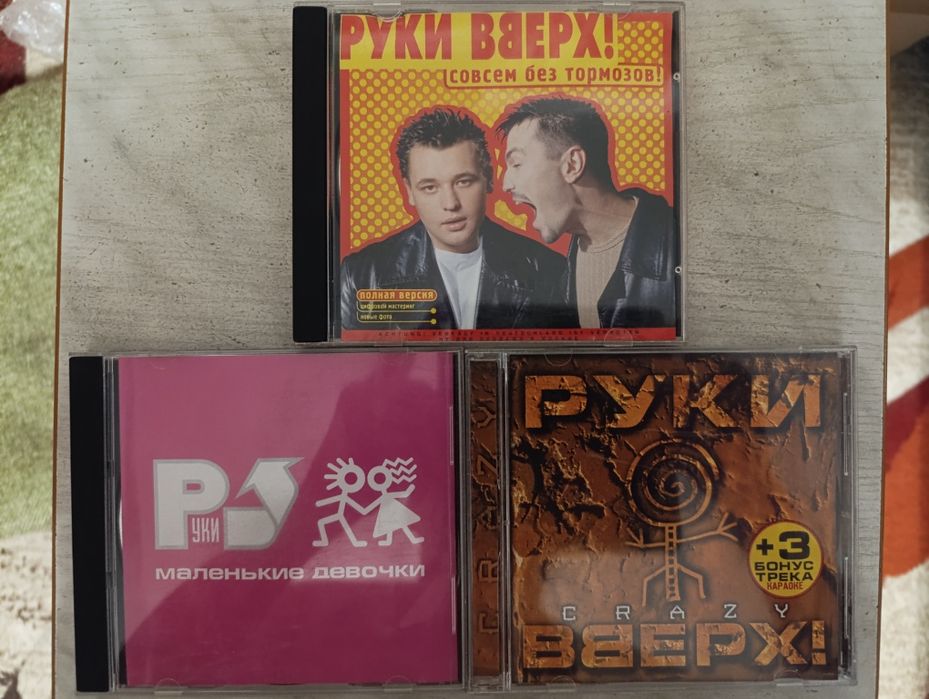 РУКИ ВВЕРХ!
совсем без тормозов!
полная версия
цифровой мастеринг
новые фото
Руки
маленькие девочки
CRAZY
РУКИ
+3
БОНУС
ТРЕКА
КАРАОКЕ
CRAZY
ВВЕРХ!